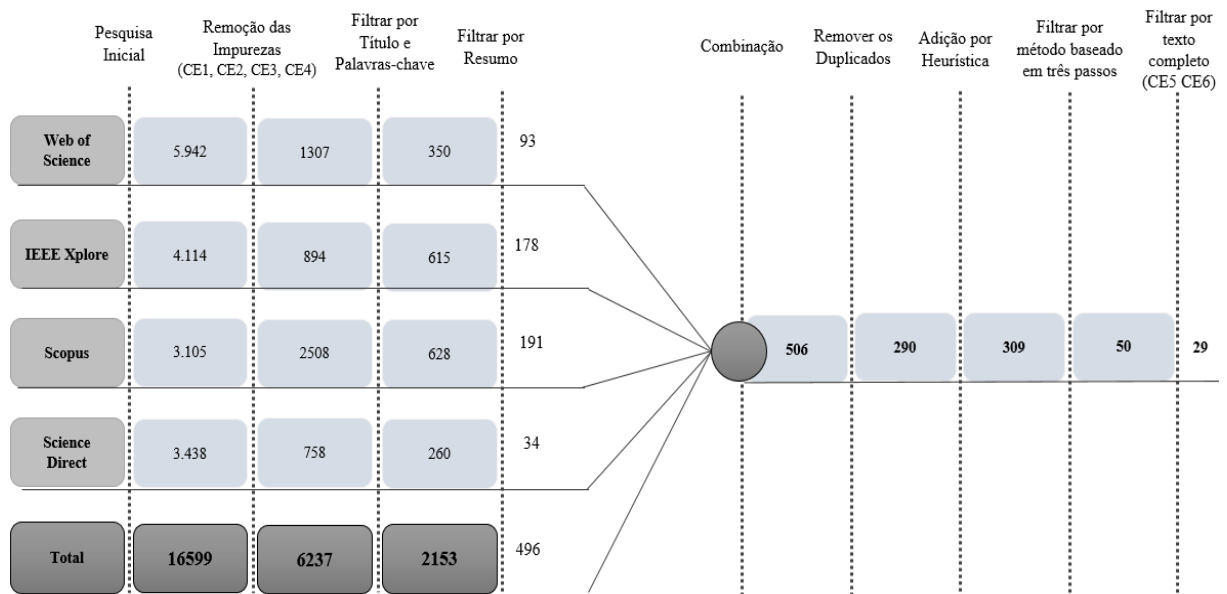 Pesquisa
Inicial
Remoção das
Impurezas
(CE1, CE2, CE3, CE4)
Filtrar por
Título e
Palavras-chave
Filtrar por
Resumo
Combinação
Remover os
Duplicados
Adição por
Heurística
Filtrar por
método baseado
em três passos
Filtrar por
texto
completo
(CE5 CE6)
Web of
Science
5.942
1307
350
93
IEEE Xplore
4.114
894
615
178
Scopus
3.105
2508
628
191
506
290
309
50
29
Science
Direct
3.438
758
260
34
Total
16599
6237
2153
496